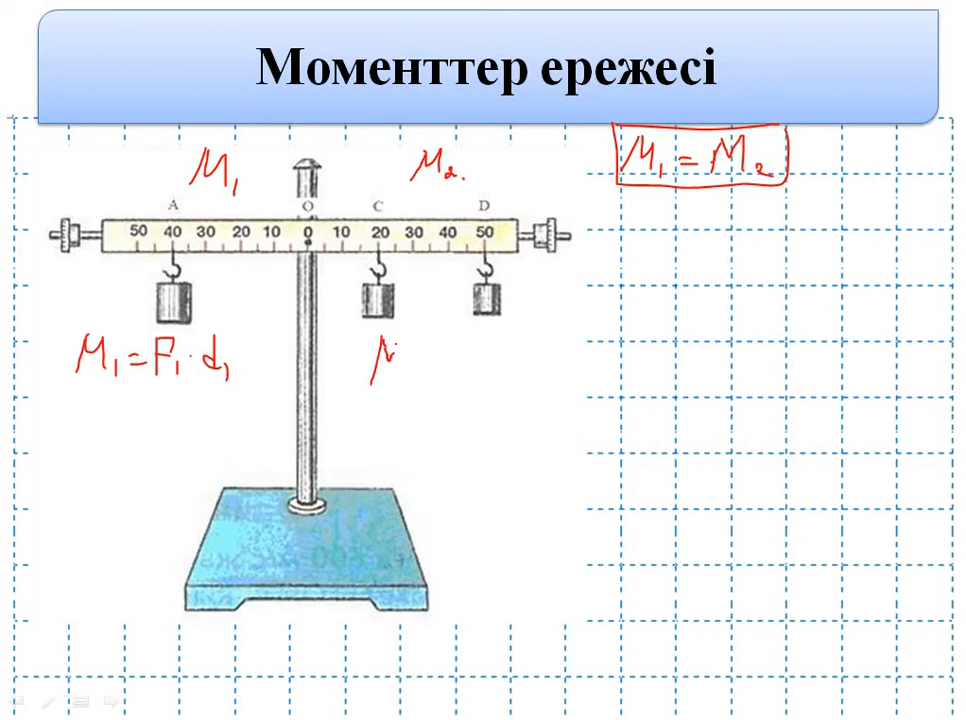 Моменттер ережесі
M₁
M₂.
M₁ = M₂
A O C D
50 40 30 20 10 0 10 20 30 40 50
M₁ = F₁ · d₁